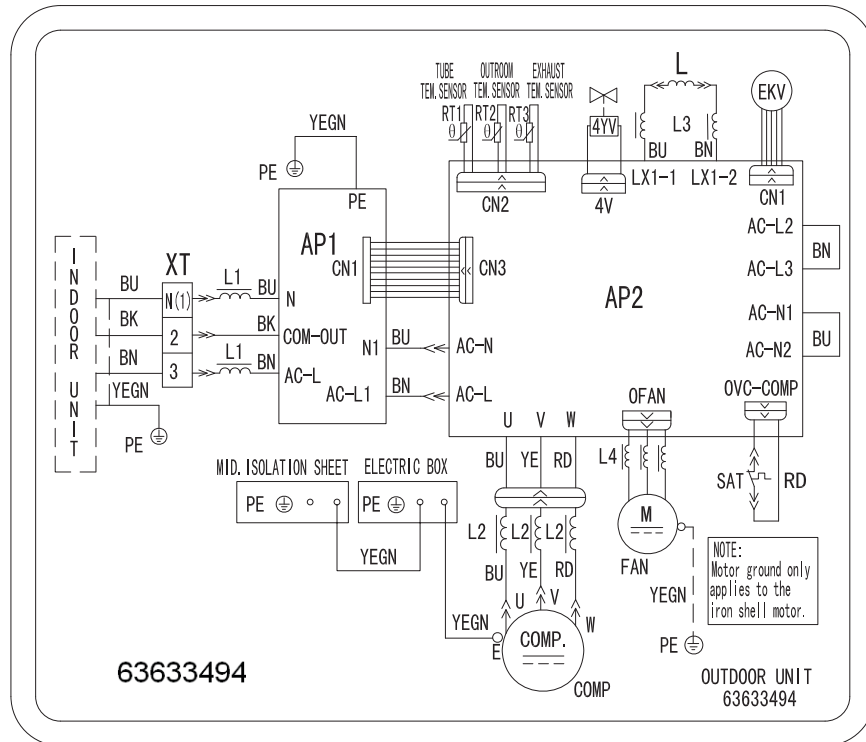 TUBE TEM. SENSOR
OUTROOM TEM. SENSOR
EXHAUST TEM. SENSOR
L
EKV
RT1 RT2 RT3
θ θ θ
4YV
L3
BU BN
YEGN
PE
PE
CN2
4V
LX1-1 LX1-2
CN1
AP1
CN1
CN3
AP2
AC-L2
AC-L3
BN
AC-N1
AC-N2
BU
INDOOR UNIT
XT
BU N(1) L1 BU N
BK 2 BK COM-OUT
BN 3 L1 BN AC-L
YEGN
PE
N1 BU AC-N
AC-L1 BN AC-L
U V W
OFAN
OVC-COMP
BU YE RD
L4
SAT RD
MID. ISOLATION SHEET
ELECTRIC BOX
PE
PE
YEGN
L2 L2 L2
BU YE RD
U V W
YEGN
E
COMP.
COMP
M
FAN
YEGN
PE
NOTE:
Motor ground only
applies to the
iron shell motor.
63633494
OUTDOOR UNIT
63633494